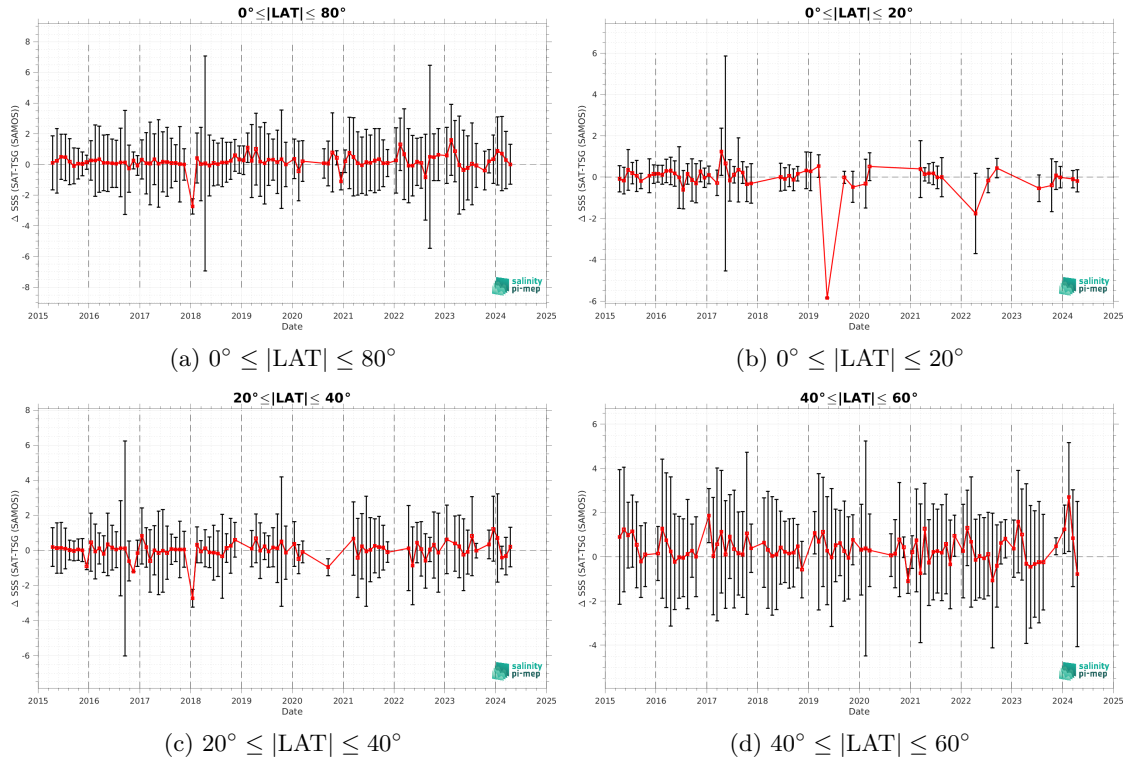 0°≤|LAT|≤ 80°
Δ SSS (SAT-TSG (SAMOS))
8
6
4
2
0
-2
-4
-6
-8
2015 2016 2017 2018 2019 2020 2021 2022 2023 2024 2025
Date
salinity
pi-mep
(a) 0° ≤ |LAT| ≤ 80°
0°≤|LAT|≤ 20°
Δ SSS (SAT-TSG (SAMOS))
6
4
2
0
-2
-4
-6
2015 2016 2017 2018 2019 2020 2021 2022 2023 2024 2025
Date
salinity
pi-mep
(b) 0° ≤ |LAT| ≤ 20°
20°≤|LAT|≤ 40°
Δ SSS (SAT-TSG (SAMOS))
8
6
4
2
0
-2
-4
-6
2015 2016 2017 2018 2019 2020 2021 2022 2023 2024 2025
Date
salinity
pi-mep
(c) 20° ≤ |LAT| ≤ 40°
40°≤|LAT|≤ 60°
Δ SSS (SAT-TSG (SAMOS))
6
4
2
0
-2
-4
2015 2016 2017 2018 2019 2020 2021 2022 2023 2024 2025
Date
salinity
pi-mep
(d) 40° ≤ |LAT| ≤ 60°